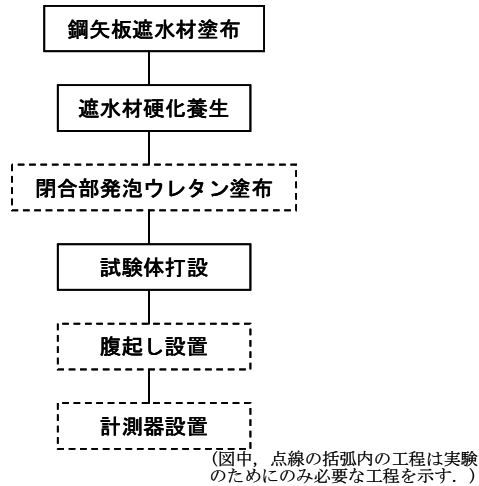 鋼矢板遮水材塗布
遮水材硬化養生
閉合部発泡ウレタン塗布
試験体打設
腹起し設置
計測器設置
(図中，点線の括弧内の工程は実験
のためにのみ必要な工程を示す．)